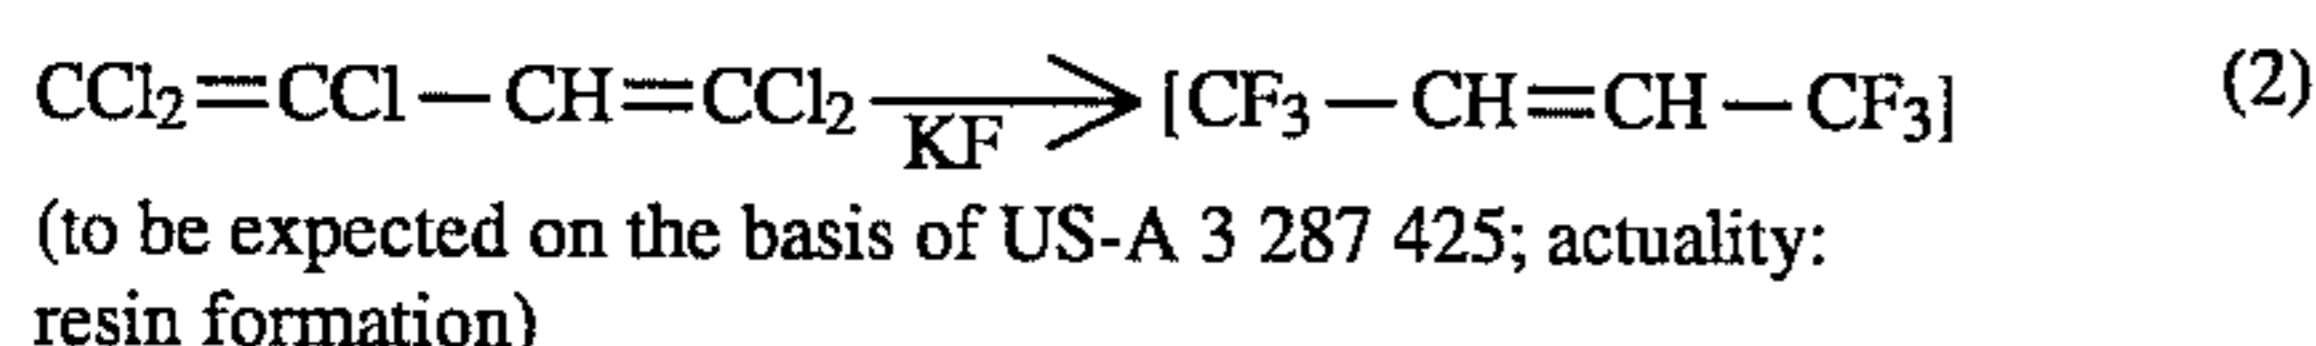 CCl₂=CCl—CH=CCl₂ —KF→ [CF₃—CH=CH—CF₃] (2)
(to be expected on the basis of US-A 3 287 425; actuality:
resin formation)